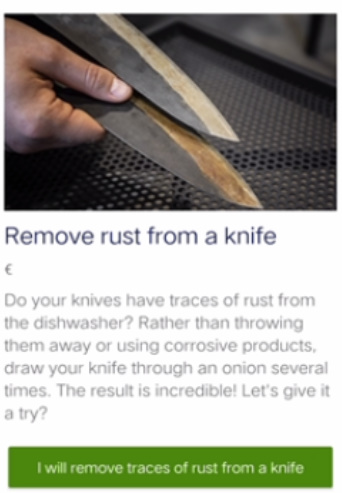 Remove rust from a knife
€
Do your knives have traces of rust from
the dishwasher? Rather than throwing
them away or using corrosive products,
draw your knife through an onion several
times. The result is incredible! Let's give it
a try?
I will remove traces of rust from a knife